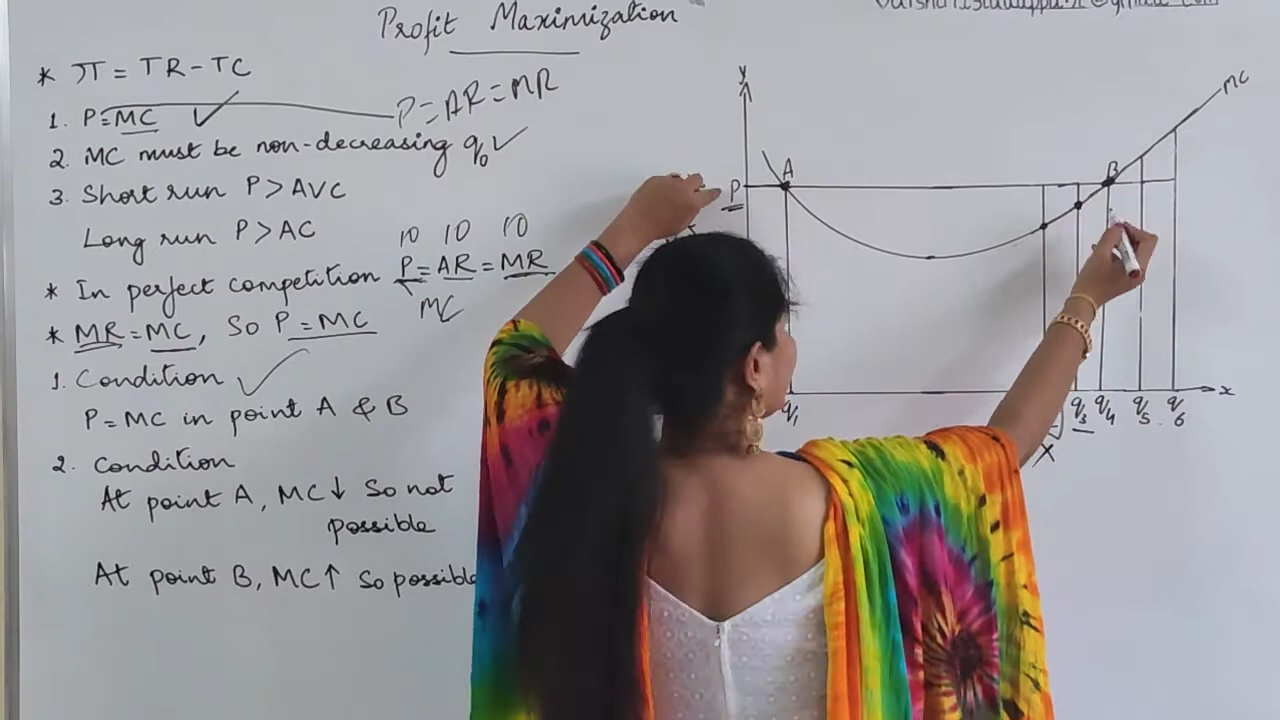 Profit Maximization
* π = TR - TC
1. P=MC ✓
P=AR=MR
2. MC must be non-decreasing q₀ ✓
3. Short run P>AVC
Long run P>AC
10 10 10
* In perfect competition P=AR=MR
MC
* MR=MC, So P=MC
1. Condition ✓
P=MC in point A & B
2. Condition
At point A, MC↓ So not
possible
At point B, MC↑ So possible
y
MC
P
A
B
x
q₁ q₃ q₄ q₅ q₆
X